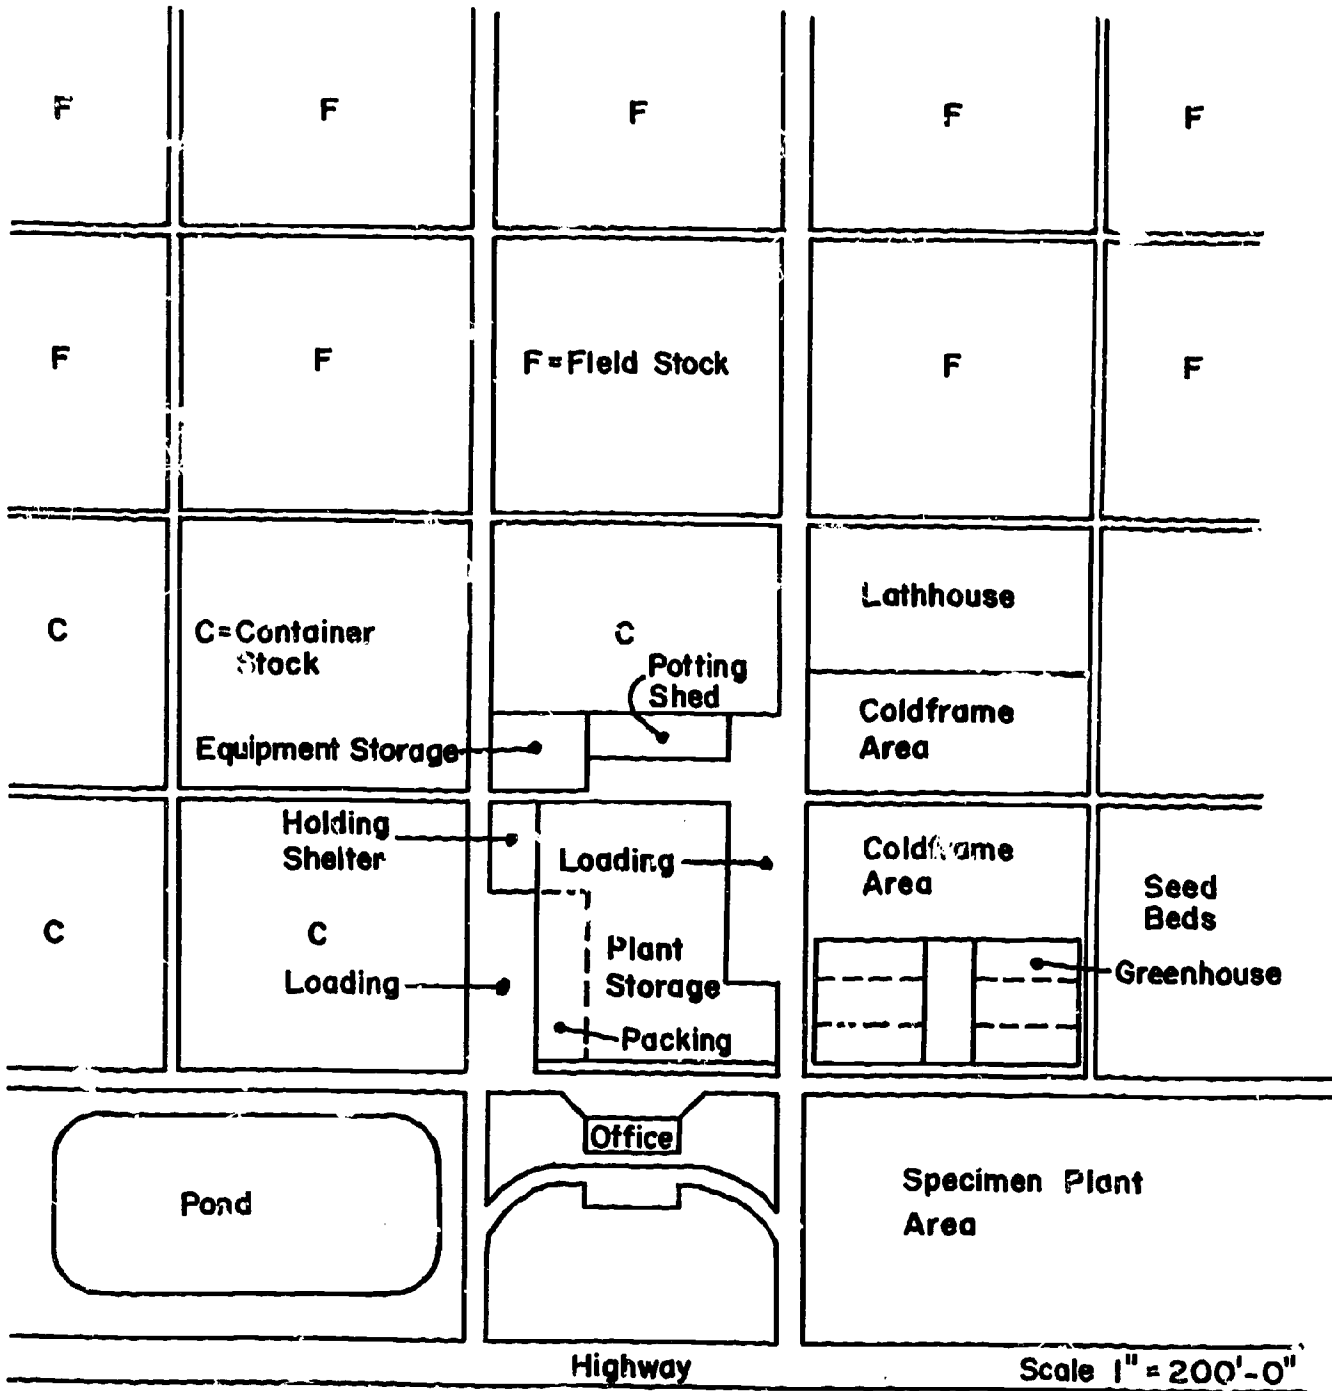 F F F F F
F F F=Field Stock F F
Lathhouse
C C=Container
Stock
C
Potting
Shed
Coldframe
Area
Equipment Storage
Holding
Shelter
Loading
Coldframe
Area
Seed
Beds
C C
Plant
Storage
Loading
Greenhouse
Packing
Office
Pond
Specimen Plant
Area
Highway
Scale 1" = 200'-0"